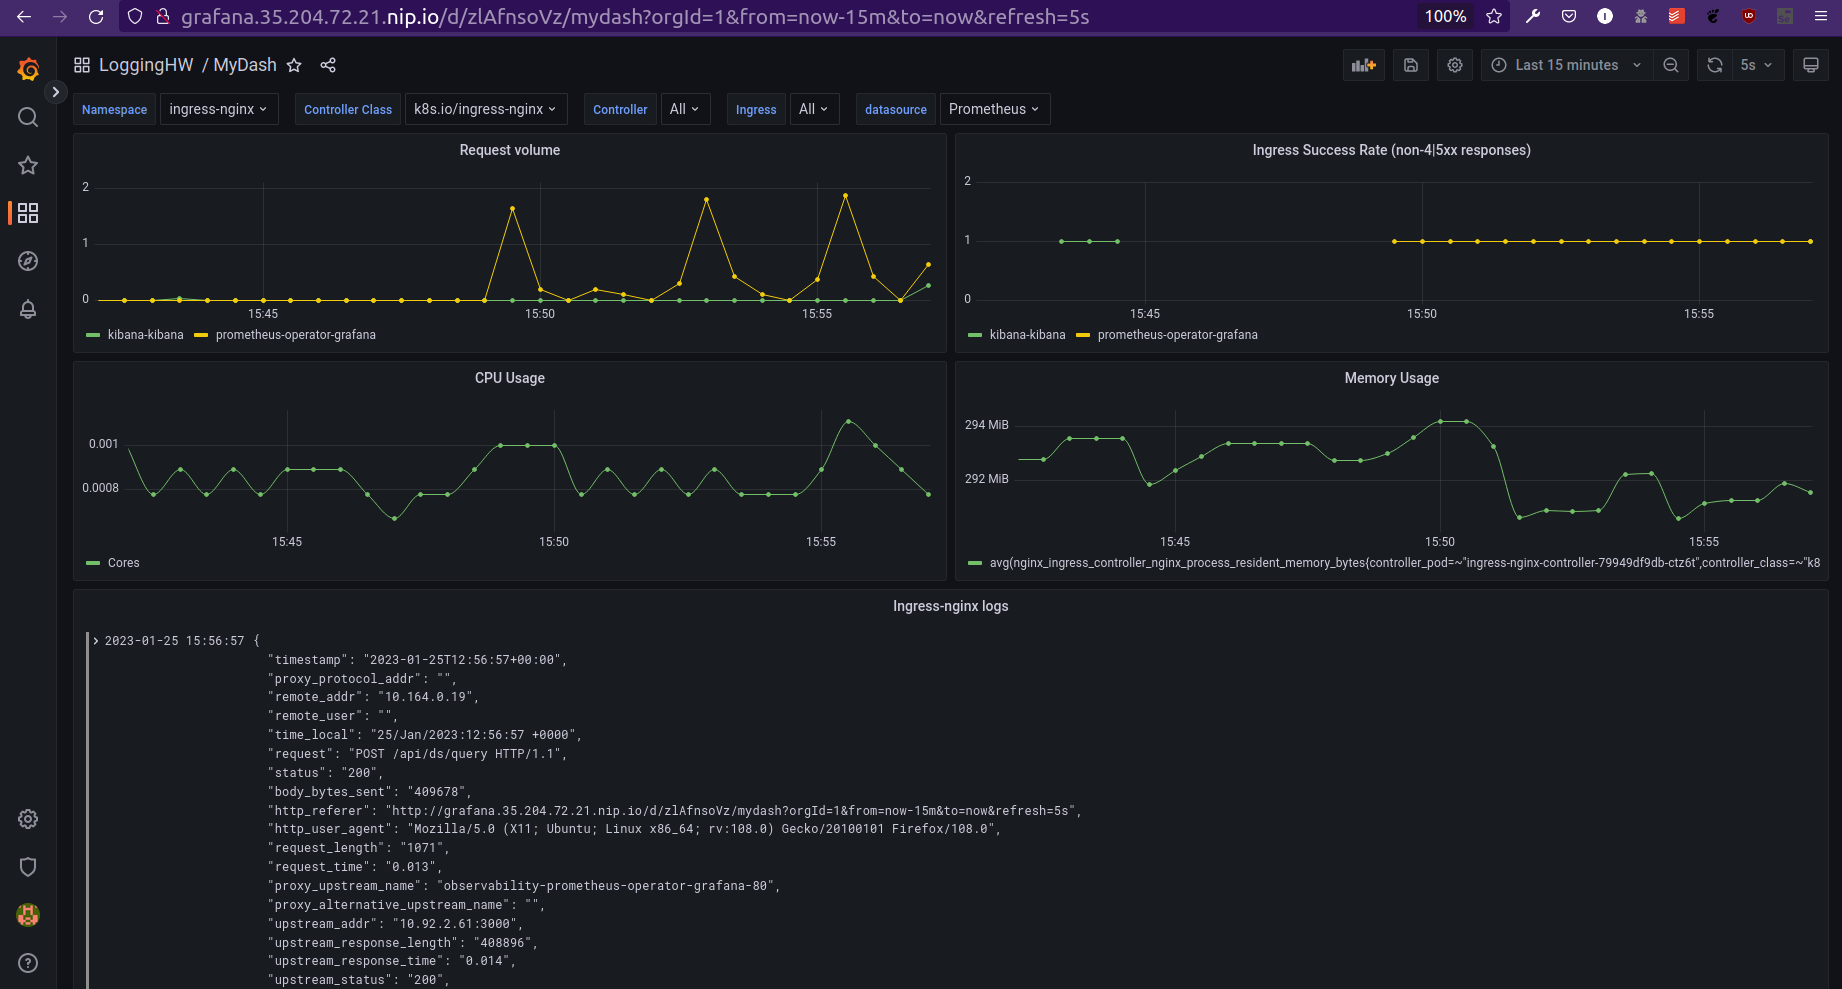 grafana.35.204.72.21.nip.io/d/zlAfnsoVz/mydash?orgId=1&from=now-15m&to=now&refresh=5s 100%
LoggingHW / MyDash Last 15 minutes 5s
Namespace ingress-nginx Controller Class k8s.io/ingress-nginx Controller All Ingress All datasource Prometheus
Request volume
2
1
0
15:45 15:50 15:55
kibana-kibana prometheus-operator-grafana
Ingress Success Rate (non-4|5xx responses)
2
1
0
15:45 15:50 15:55
kibana-kibana prometheus-operator-grafana
CPU Usage
0.001
0.0008
15:45 15:50 15:55
Cores
Memory Usage
294 MiB
292 MiB
15:45 15:50 15:55
avg(nginx_ingress_controller_nginx_process_resident_memory_bytes{controller_pod=~"ingress-nginx-controller-79949df9db-ctz6t",controller_class=~"k8
Ingress-nginx logs
2023-01-25 15:56:57 {
"timestamp": "2023-01-25T12:56:57+00:00",
"proxy_protocol_addr": "",
"remote_addr": "10.164.0.19",
"remote_user": "",
"time_local": "25/Jan/2023:12:56:57 +0000",
"request": "POST /api/ds/query HTTP/1.1",
"status": "200",
"body_bytes_sent": "409678",
"http_referer": "http://grafana.35.204.72.21.nip.io/d/zlAfnsoVz/mydash?orgId=1&from=now-15m&to=now&refresh=5s",
"http_user_agent": "Mozilla/5.0 (X11; Ubuntu; Linux x86_64; rv:108.0) Gecko/20100101 Firefox/108.0",
"request_length": "1071",
"request_time": "0.013",
"proxy_upstream_name": "observability-prometheus-operator-grafana-80",
"proxy_alternative_upstream_name": "",
"upstream_addr": "10.92.2.61:3000",
"upstream_response_length": "408896",
"upstream_response_time": "0.014",
"upstream_status": "200",